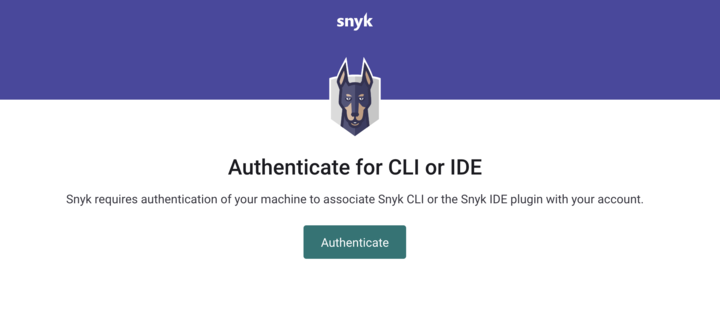 snyk
Authenticate for CLI or IDE
Snyk requires authentication of your machine to associate Snyk CLI or the Snyk IDE plugin with your account.
Authenticate